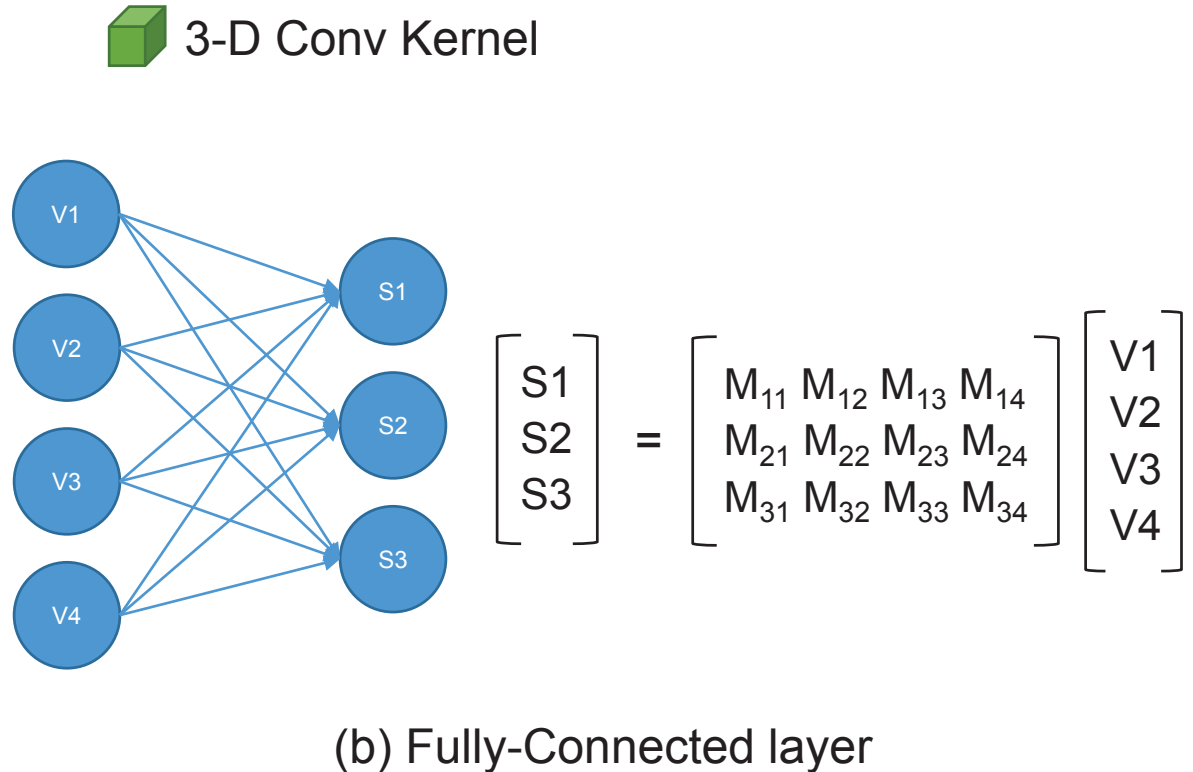 3-D Conv Kernel
V1
V2
V3
V4
S1
S2
S3
S1
S2
S3
=
M11 M12 M13 M14
M21 M22 M23 M24
M31 M32 M33 M34
V1
V2
V3
V4
(b) Fully-Connected layer